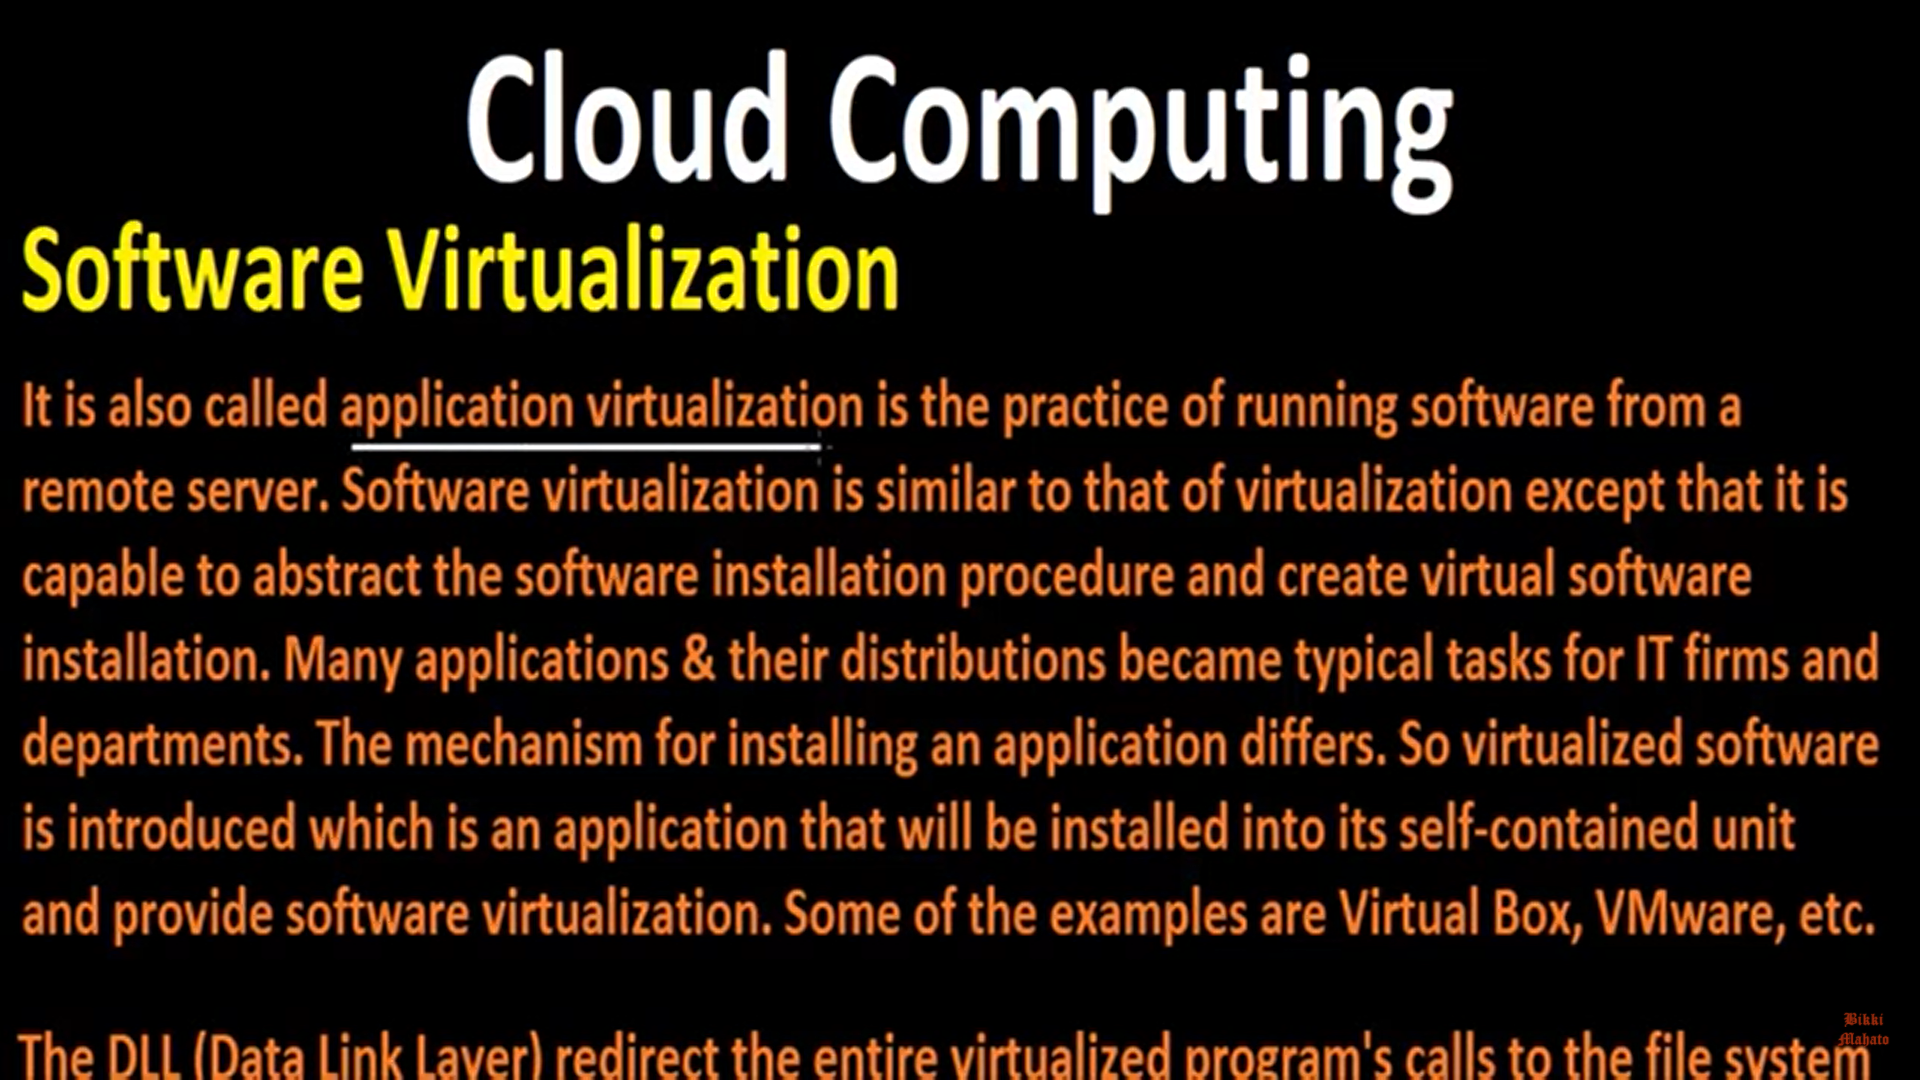 Cloud Computing
Software Virtualization
It is also called application virtualization is the practice of running software from a
remote server. Software virtualization is similar to that of virtualization except that it is
capable to abstract the software installation procedure and create virtual software
installation. Many applications & their distributions became typical tasks for IT firms and
departments. The mechanism for installing an application differs. So virtualized software
is introduced which is an application that will be installed into its self-contained unit
and provide software virtualization. Some of the examples are Virtual Box, VMware, etc.
The DLL (Data Link Layer) redirect the entire virtualized program's calls to the file system
Bikki
Mahato